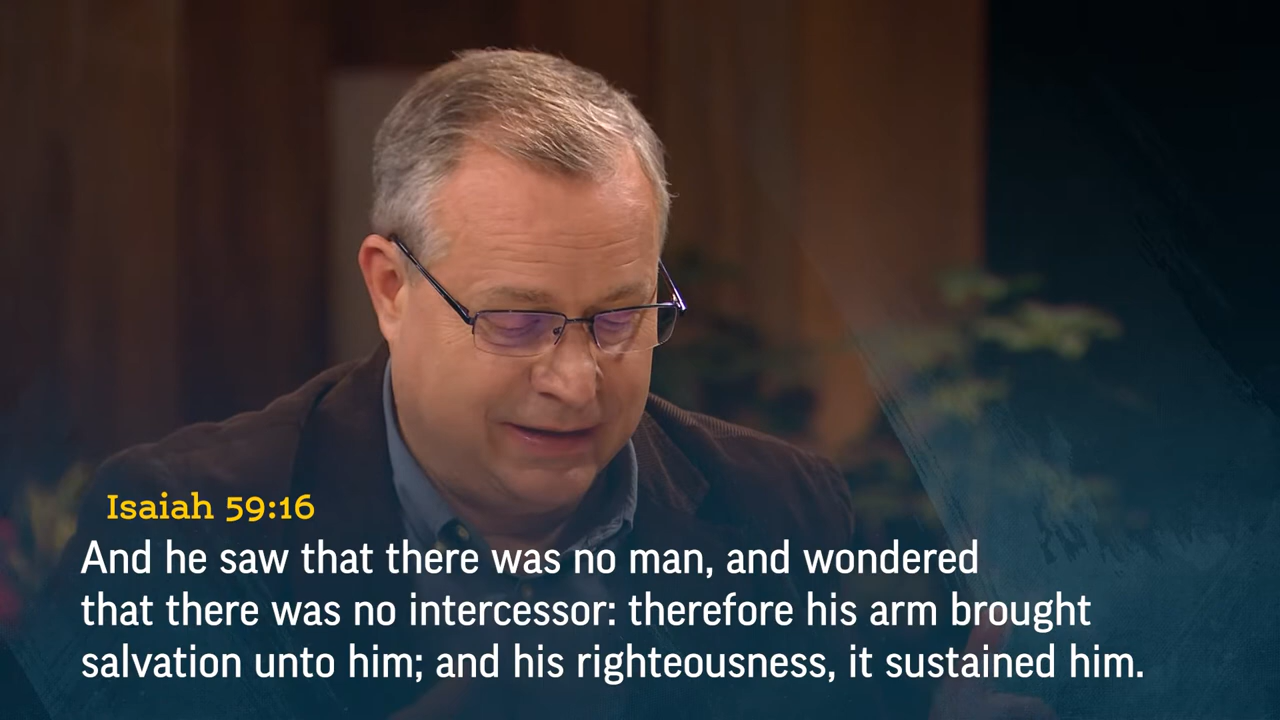 Isaiah 59:16
And he saw that there was no man, and wondered
that there was no intercessor: therefore his arm brought
salvation unto him; and his righteousness, it sustained him.